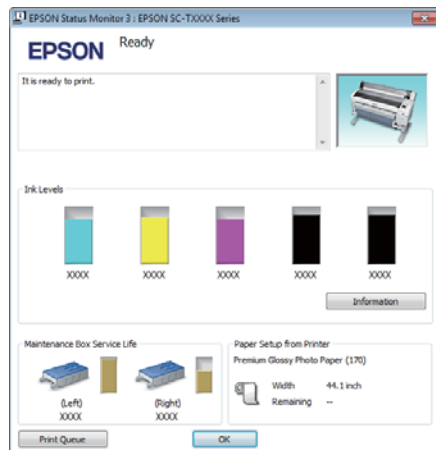 EPSON Status Monitor 3 : EPSON SC-TXXXX Series
EPSON
Ready
It is ready to print.
Ink Levels
XXXX XXXX XXXX XXXX XXXX
Information
Maintenance Box Service Life
(Left) (Right)
XXXX XXXX
Paper Setup from Printer
Premium Glossy Photo Paper (170)
Width 44.1 inch
Remaining --
Print Queue OK